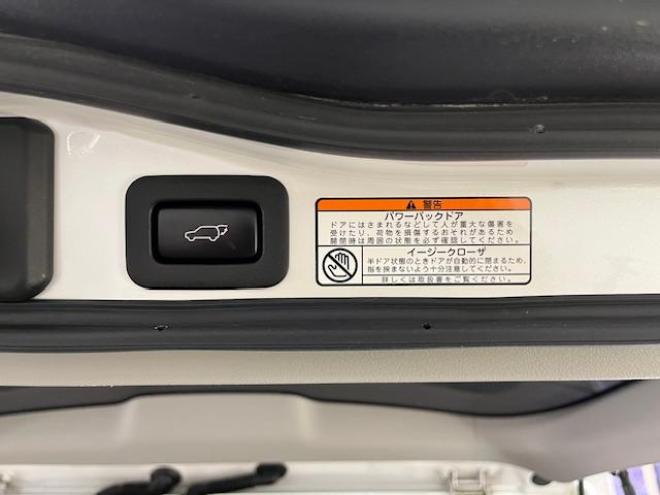 警告
パワーバックドア
ドアにはさまれるなどして人が重大な傷害を
受けたり、荷物を損傷するおそれがあるため
開閉時は周囲の状態を必ず確認してください。
イージークローザ
半ドア状態のときドアが自動的に閉まるため、
指を挟まないよう十分注意してください。
詳しくは取扱書をご覧ください。